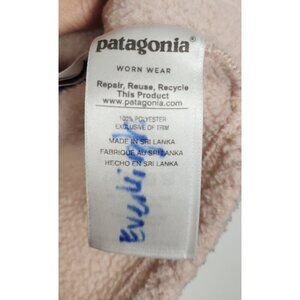 patagonia®
WORN WEAR
Repair, Reuse, Recycle
This Product
www.patagonia.com
100% POLYESTER
EXCLUSIVE OF TRIM
MADE IN SRI LANKA
FABRIQUÉ AU SRI LANKA
HECHO EN SRI LANKA